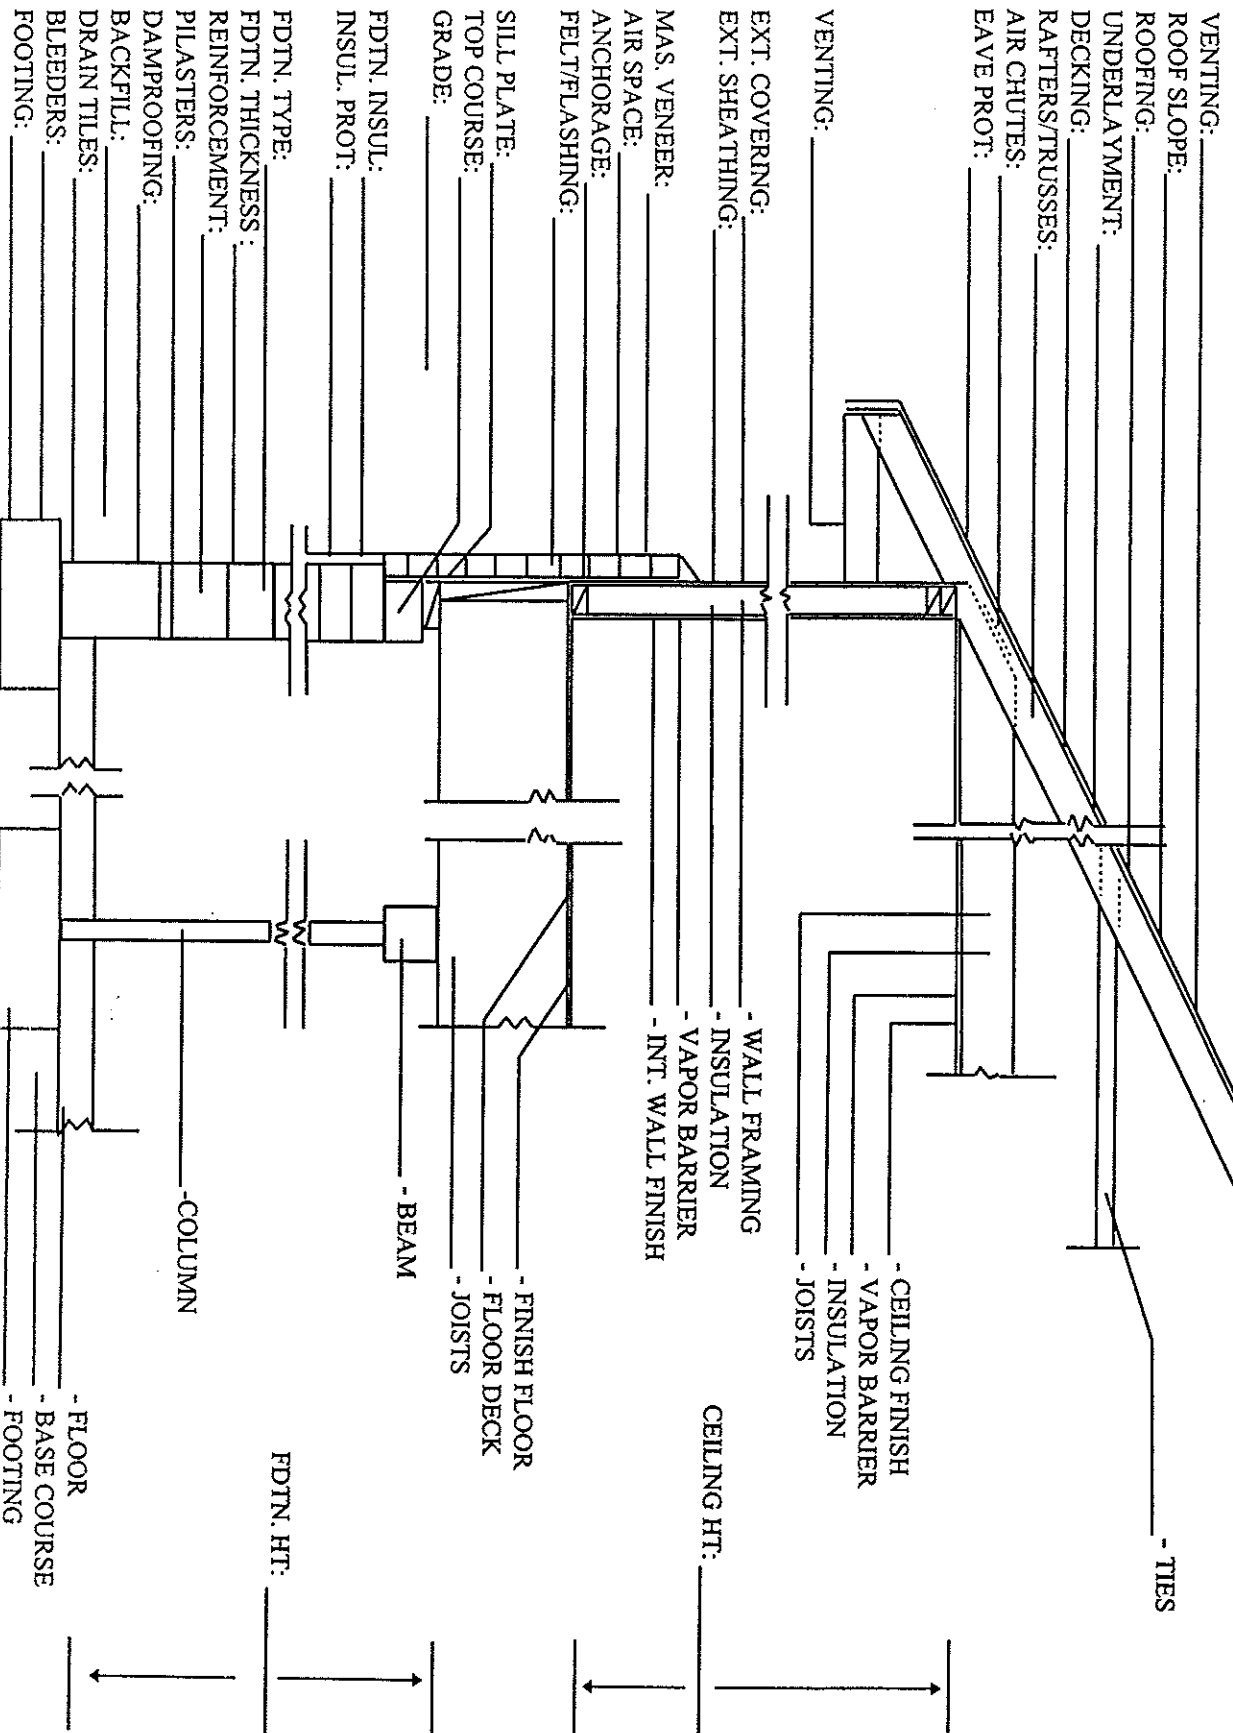 VENTING:
ROOF SLOPE:
ROOFING:
UNDERLAYMENT:
DECKING:
RAFTERS/TRUSSES:
AIR CHUTES:
EAVE PROT:
VENTING:
EXT. COVERING:
EXT. SHEATHING:
MAS. VENEER:
AIR SPACE:
ANCHORAGE:
FELT/FLASHING:
SILL PLATE:
TOP COURSE:
GRADE:
FDTN. INSUL:
INSUL. PROT:
FDTN. TYPE:
FDTN. THICKNESS :
REINFORCEMENT:
PILASTERS:
DAMPROOFING:
BACKFILL:
DRAIN TILES:
BLEEDERS:
FOOTING:
- TIES
- CEILING FINISH
- VAPOR BARRIER
- INSULATION
- JOISTS
- WALL FRAMING
- INSULATION
- VAPOR BARRIER
- INT. WALL FINISH
- FINISH FLOOR
- FLOOR DECK
- JOISTS
- BEAM
-COLUMN
- FLOOR
- BASE COURSE
- FOOTING
CEILING HT:
FDTN. HT: